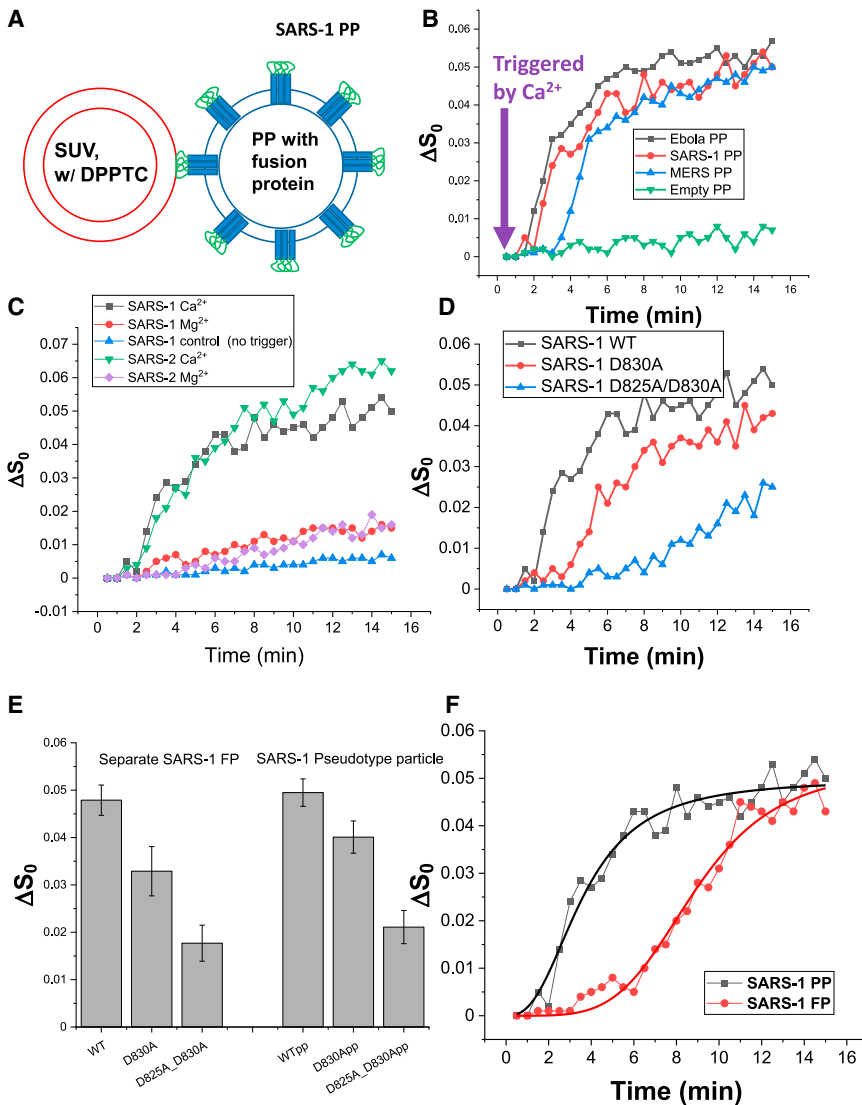 A
SARS-1 PP
SUV,
w/ DPPTC
PP with
fusion
protein
B
0.06
0.05
0.04
0.03
0.02
0.01
0
ΔS₀
Triggered
by Ca²⁺
Ebola PP
SARS-1 PP
MERS PP
Empty PP
0 2 4 6 8 10 12 14 16
Time (min)
C
SARS-1 Ca²⁺
SARS-1 Mg²⁺
SARS-1 control (no trigger)
SARS-2 Ca²⁺
SARS-2 Mg²⁺
0.07
0.06
0.05
0.04
0.03
0.02
0.01
0
-0.01
ΔS₀
0 2 4 6 8 10 12 14 16
Time (min)
D
SARS-1 WT
SARS-1 D830A
SARS-1 D825A/D830A
0.06
0.05
0.04
0.03
0.02
0.01
0
ΔS₀
0 2 4 6 8 10 12 14 16
Time (min)
E
0.06
0.05
0.04
0.03
0.02
0.01
0
ΔS₀
Separate SARS-1 FP
SARS-1 Pseudotype particle
WT
D830A
D825A_D830A
WTpp
D830App
D825A_D830App
F
0.06
0.05
0.04
0.03
0.02
0.01
0
ΔS₀
SARS-1 PP
SARS-1 FP
0 2 4 6 8 10 12 14 16
Time (min)